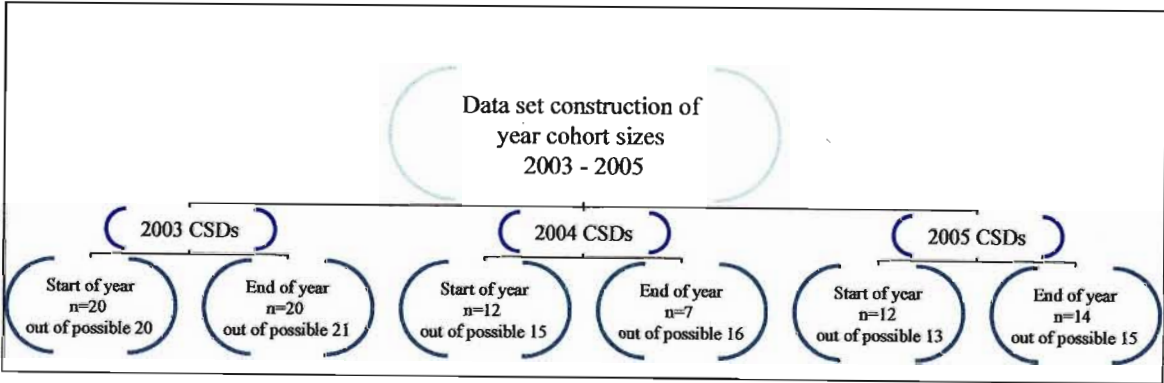 Data set construction of
year cohort sizes
2003 - 2005
2003 CSDs
2004 CSDs
2005 CSDs
Start of year
n=20
out of possible 20
End of year
n=20
out of possible 21
Start of year
n=12
out of possible 15
End of year
n=7
out of possible 16
Start of year
n=12
out of possible 13
End of year
n=14
out of possible 15